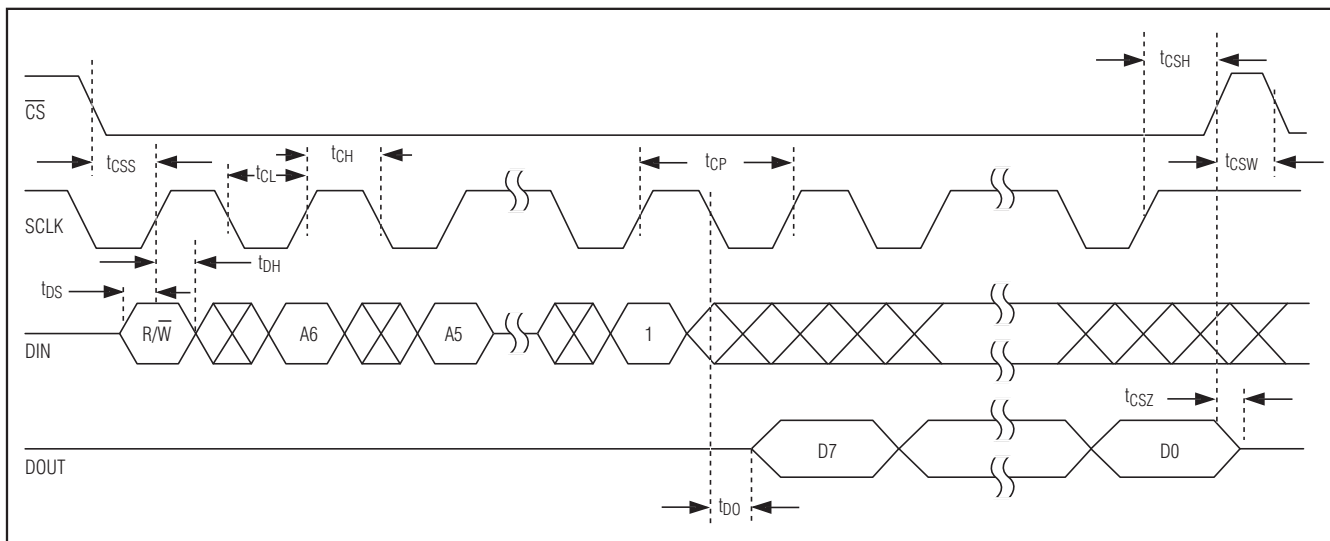 tCSH
CS
tCSS
tCL
tCH
tCP
tCSW
SCLK
tDH
tDS
R/W
A6
A5
1
DIN
tCSZ
D7
D0
DOUT
tDO